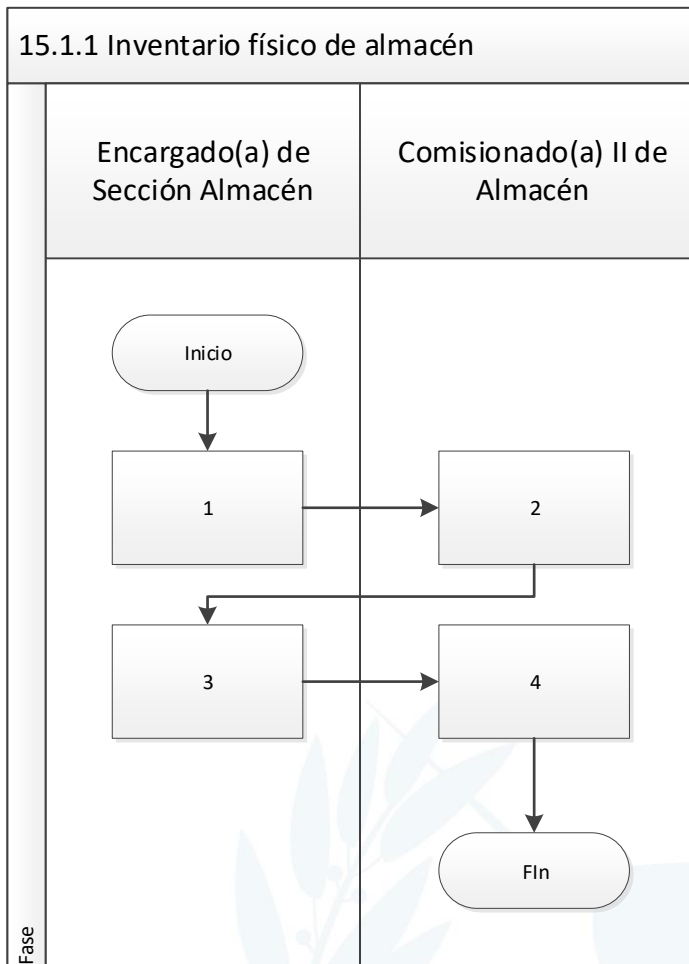 15.1.1 Inventario físico de almacén
Encargado(a) de
Sección Almacén
Comisionado(a) II de
Almacén
Inicio
1
2
3
4
FIn
Fase